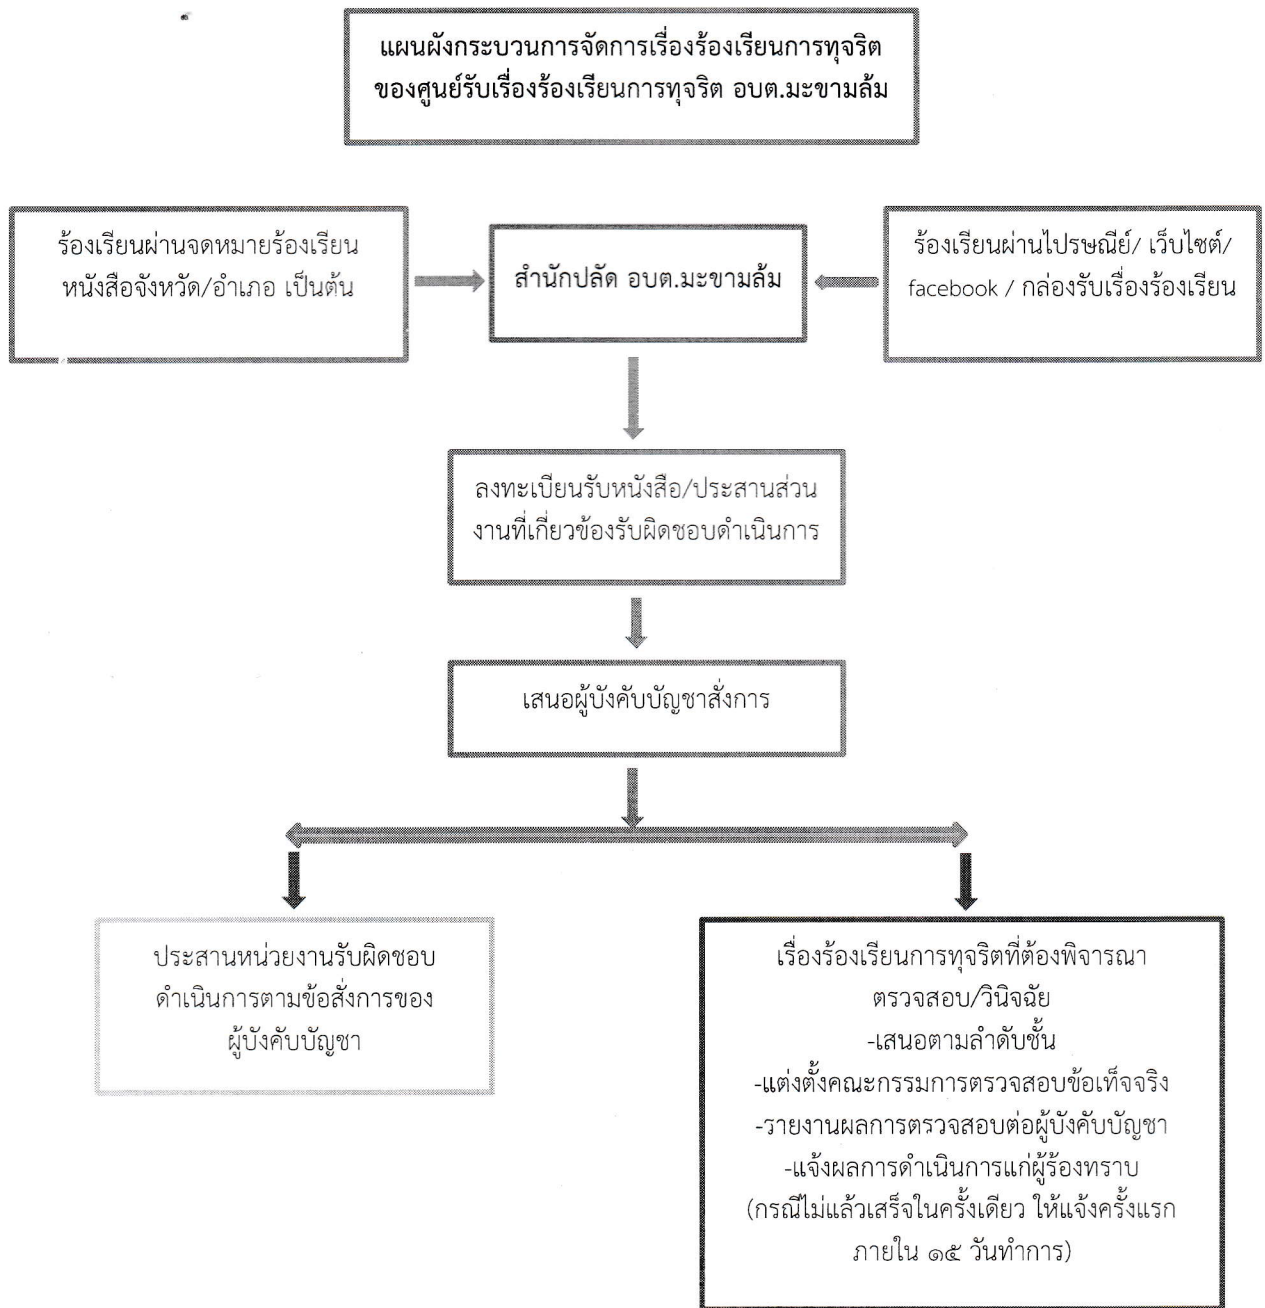 แผนผังกระบวนการจัดการเรื่องร้องเรียนการทุจริต
ของศูนย์รับเรื่องร้องเรียนการทุจริต อบต.มะขามล้ม
ร้องเรียนผ่านจดหมายร้องเรียน
หนังสือจังหวัด/อำเภอ เป็นต้น
สำนักปลัด อบต.มะขามล้ม
ร้องเรียนผ่านไปรษณีย์/ เว็บไซต์/
facebook / กล่องรับเรื่องร้องเรียน
ลงทะเบียนรับหนังสือ/ประสานส่วน
งานที่เกี่ยวข้องรับผิดชอบดำเนินการ
เสนอผู้บังคับบัญชาสั่งการ
ประสานหน่วยงานรับผิดชอบ
ดำเนินการตามข้อสั่งการของ
ผู้บังคับบัญชา
เรื่องร้องเรียนการทุจริตที่ต้องพิจารณา
ตรวจสอบ/วินิจฉัย
-เสนอตามลำดับชั้น
-แต่งตั้งคณะกรรมการตรวจสอบข้อเท็จจริง
-รายงานผลการตรวจสอบต่อผู้บังคับบัญชา
-แจ้งผลการดำเนินการแก่ผู้ร้องทราบ
(กรณีไม่แล้วเสร็จในครั้งเดียว ให้แจ้งครั้งแรก
ภายใน ๑๕ วันทำการ)